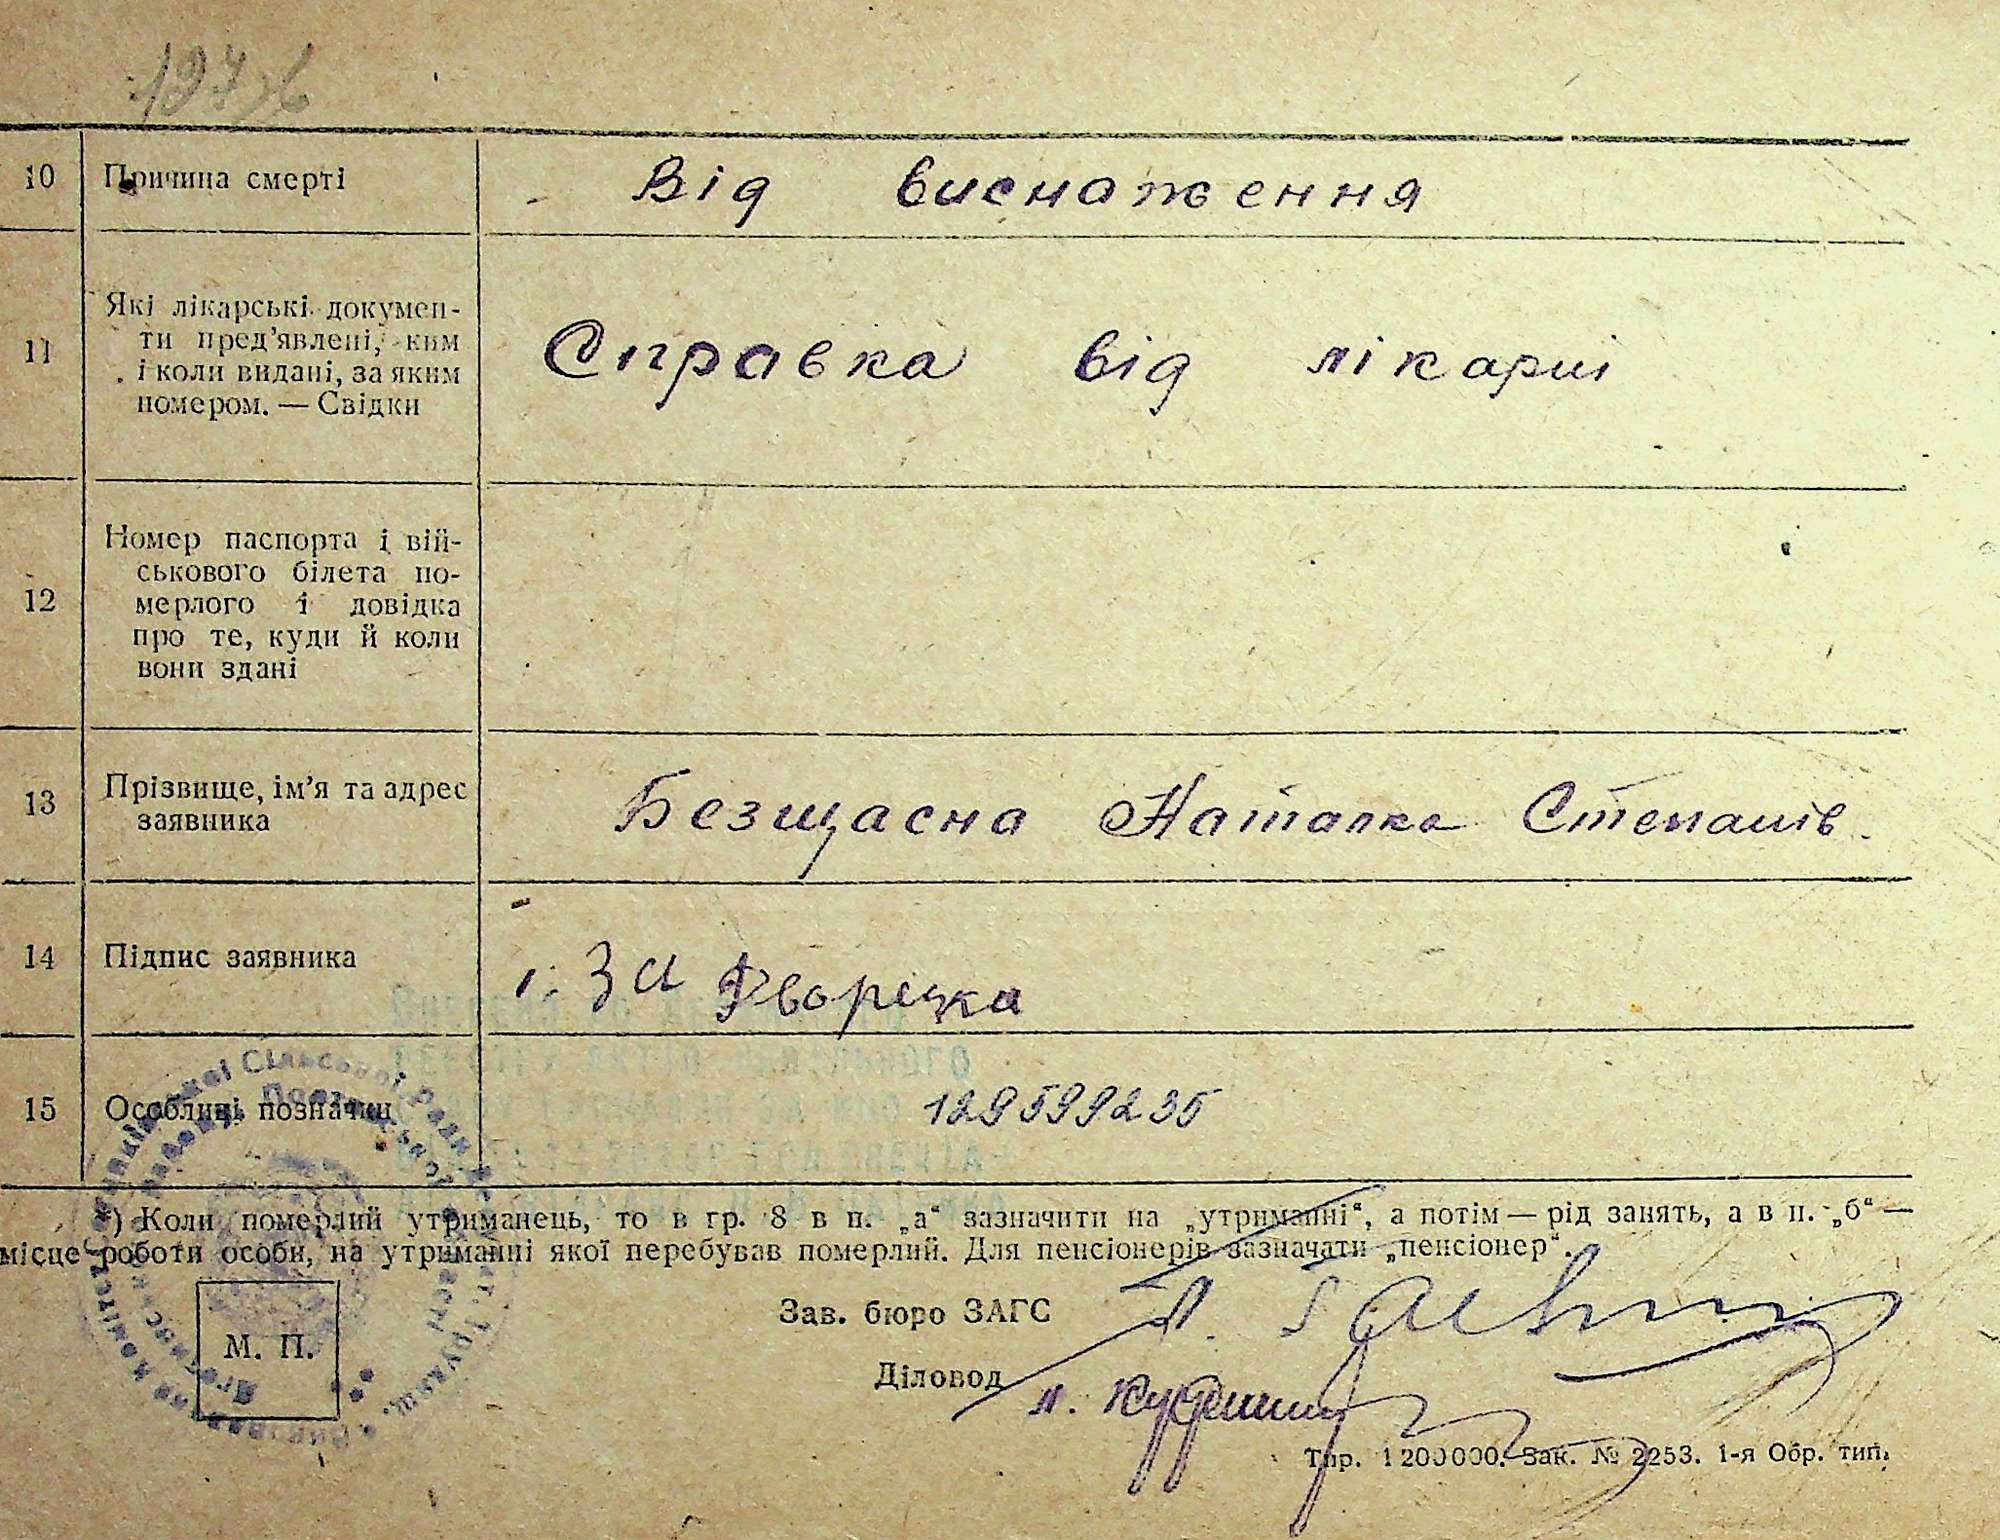 10 Причина смерті Від виснаження
11 Які лікарські докумен-
ти пред'явлені, ким
і коли видані, за яким
номером. — Свідки
Справка від лікарні
12 Номер паспорта і вій-
ськового білета по-
мерлого і довідка
про те, куди й коли
вони здані
13 Прізвище, ім'я та адрес
заявника
Безщасна Наталка Степанів.
14 Підпис заявника За Дворецка
15 Особливі позначки 129599235
*) Коли померлий утриманець, то в гр. 8 в п. „а“ зазначити на „утриманні“, а потім — рід занять, а в п. „б“ —
місце роботи особи, на утриманні якої перебував померлий. Для пенсіонерів зазначати „пенсіонер“.
Зав. бюро ЗАГС
М. П.
Діловод
Тир. 1200000. Зак. № 2253. 1-я Обр. тип.